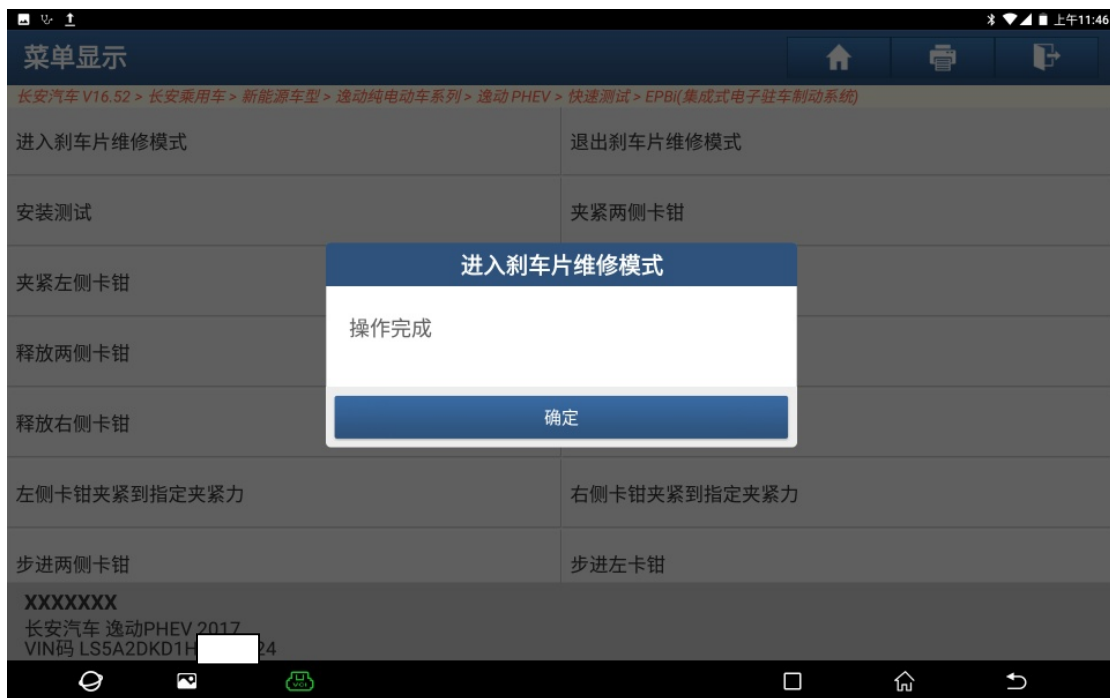 上午11:46
菜单显示
长安汽车 V16.52 > 长安乘用车 > 新能源车型 > 逸动纯电动车系列 > 逸动 PHEV > 快速测试 > EPBi(集成式电子驻车制动系统)
进入刹车片维修模式
退出刹车片维修模式
安装测试
夹紧两侧卡钳
进入刹车片维修模式
夹紧左侧卡钳
操作完成
释放两侧卡钳
确定
释放右侧卡钳
左侧卡钳夹紧到指定夹紧力
右侧卡钳夹紧到指定夹紧力
步进两侧卡钳
步进左卡钳
XXXXXXX
长安汽车 逸动PHEV 2017
VIN码 LS5A2DKD1H 24
VCI